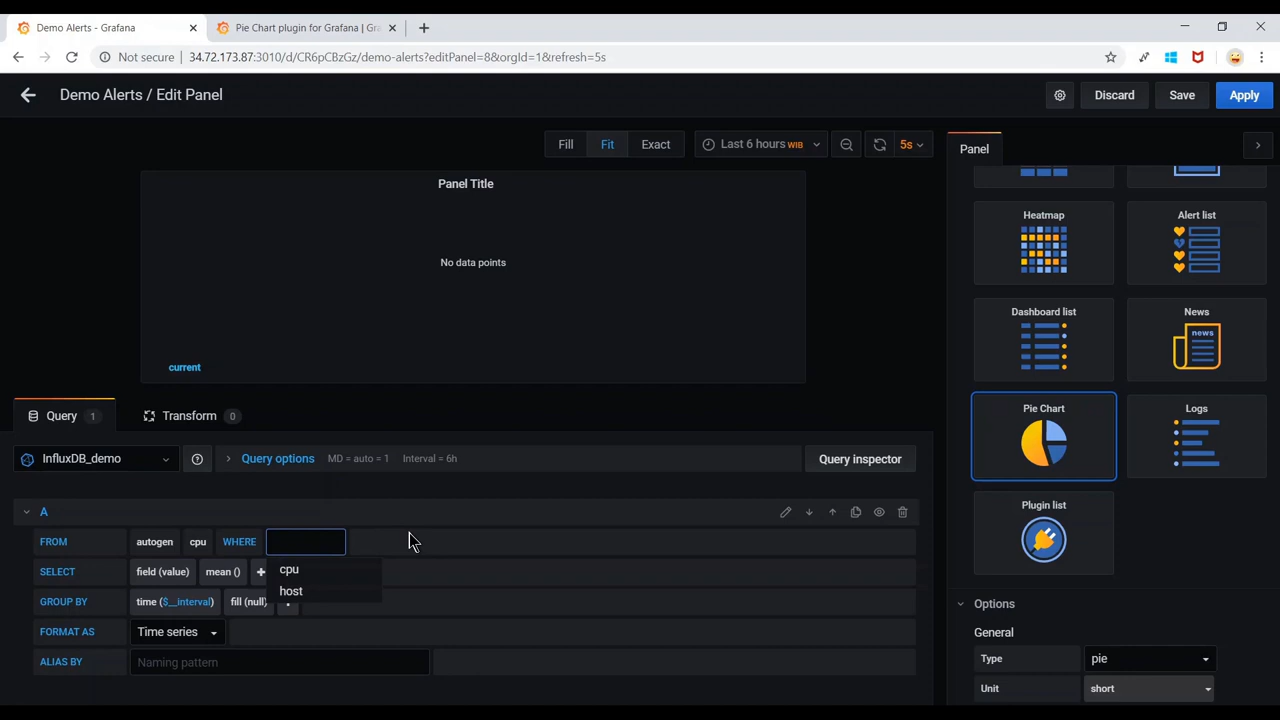 Demo Alerts - Grafana
Pie Chart plugin for Grafana | Gra
Not secure
34.72.173.87:3010/d/CR6pCBzGz/demo-alerts?editPanel=8&orgId=1&refresh=5s
Demo Alerts / Edit Panel
Discard
Save
Apply
Fill
Fit
Exact
Last 6 hours WIB
5s
Panel
Panel Title
No data points
current
Heatmap
Alert list
Dashboard list
News
news
Pie Chart
Logs
Plugin list
Query 1
Transform 0
InfluxDB_demo
Query options
MD = auto = 1
Interval = 6h
Query inspector
A
FROM autogen cpu WHERE
cpu
host
SELECT field (value) mean () +
GROUP BY time ($__interval) fill (null)
FORMAT AS Time series
ALIAS BY Naming pattern
Options
General
Type pie
Unit short